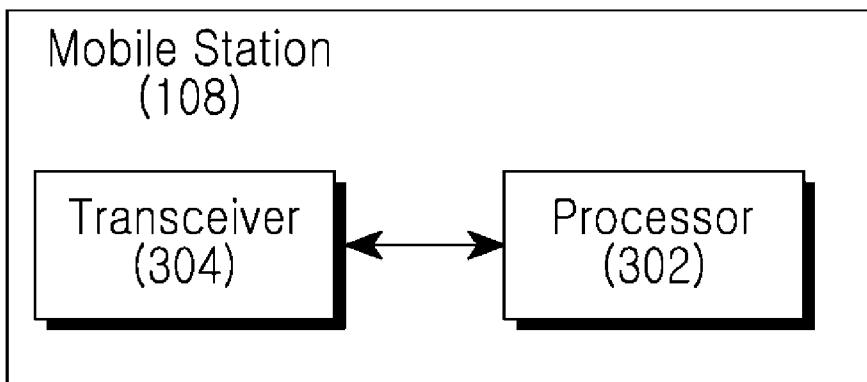 Mobile Station
(108)
Transceiver
(304)
Processor
(302)